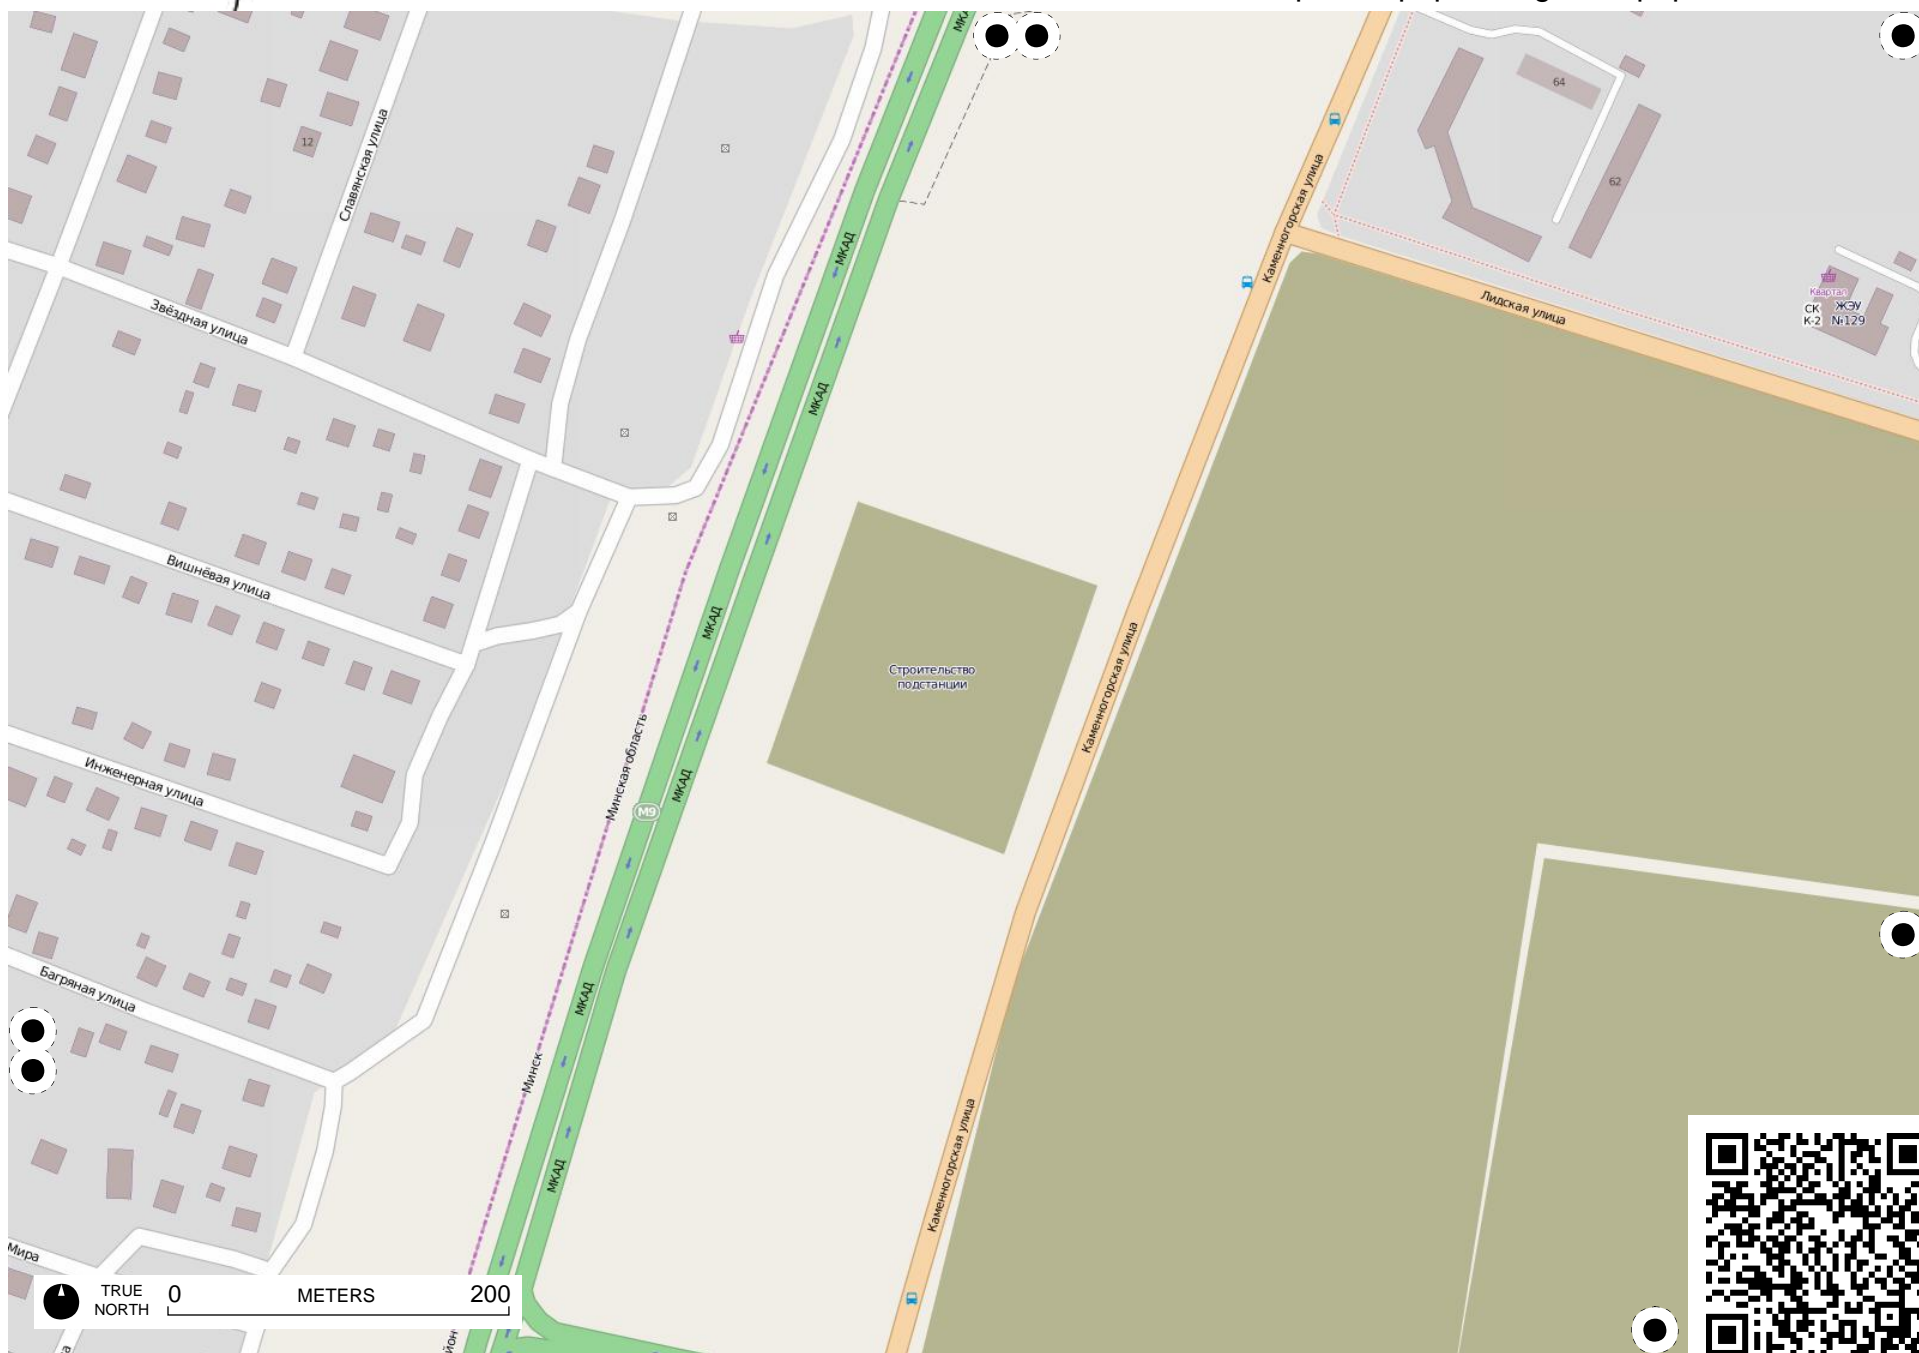 МКАД
64
12
62
Славянская улица
Каменногорская улица
МКАД
Звёздная улица
Лидская улица
Квартал
СК
К-2
ЖЭУ
№129
МКАД
Вишнёвая улица
МКАД
Строительство
подстанции
Каменногорская улица
Инженерная улица
Минская область
МКАД
М9
Багряная улица
МКАД
Минск
Каменногорская улица
МКАД
Мира
TRUE
NORTH
0
METERS
200